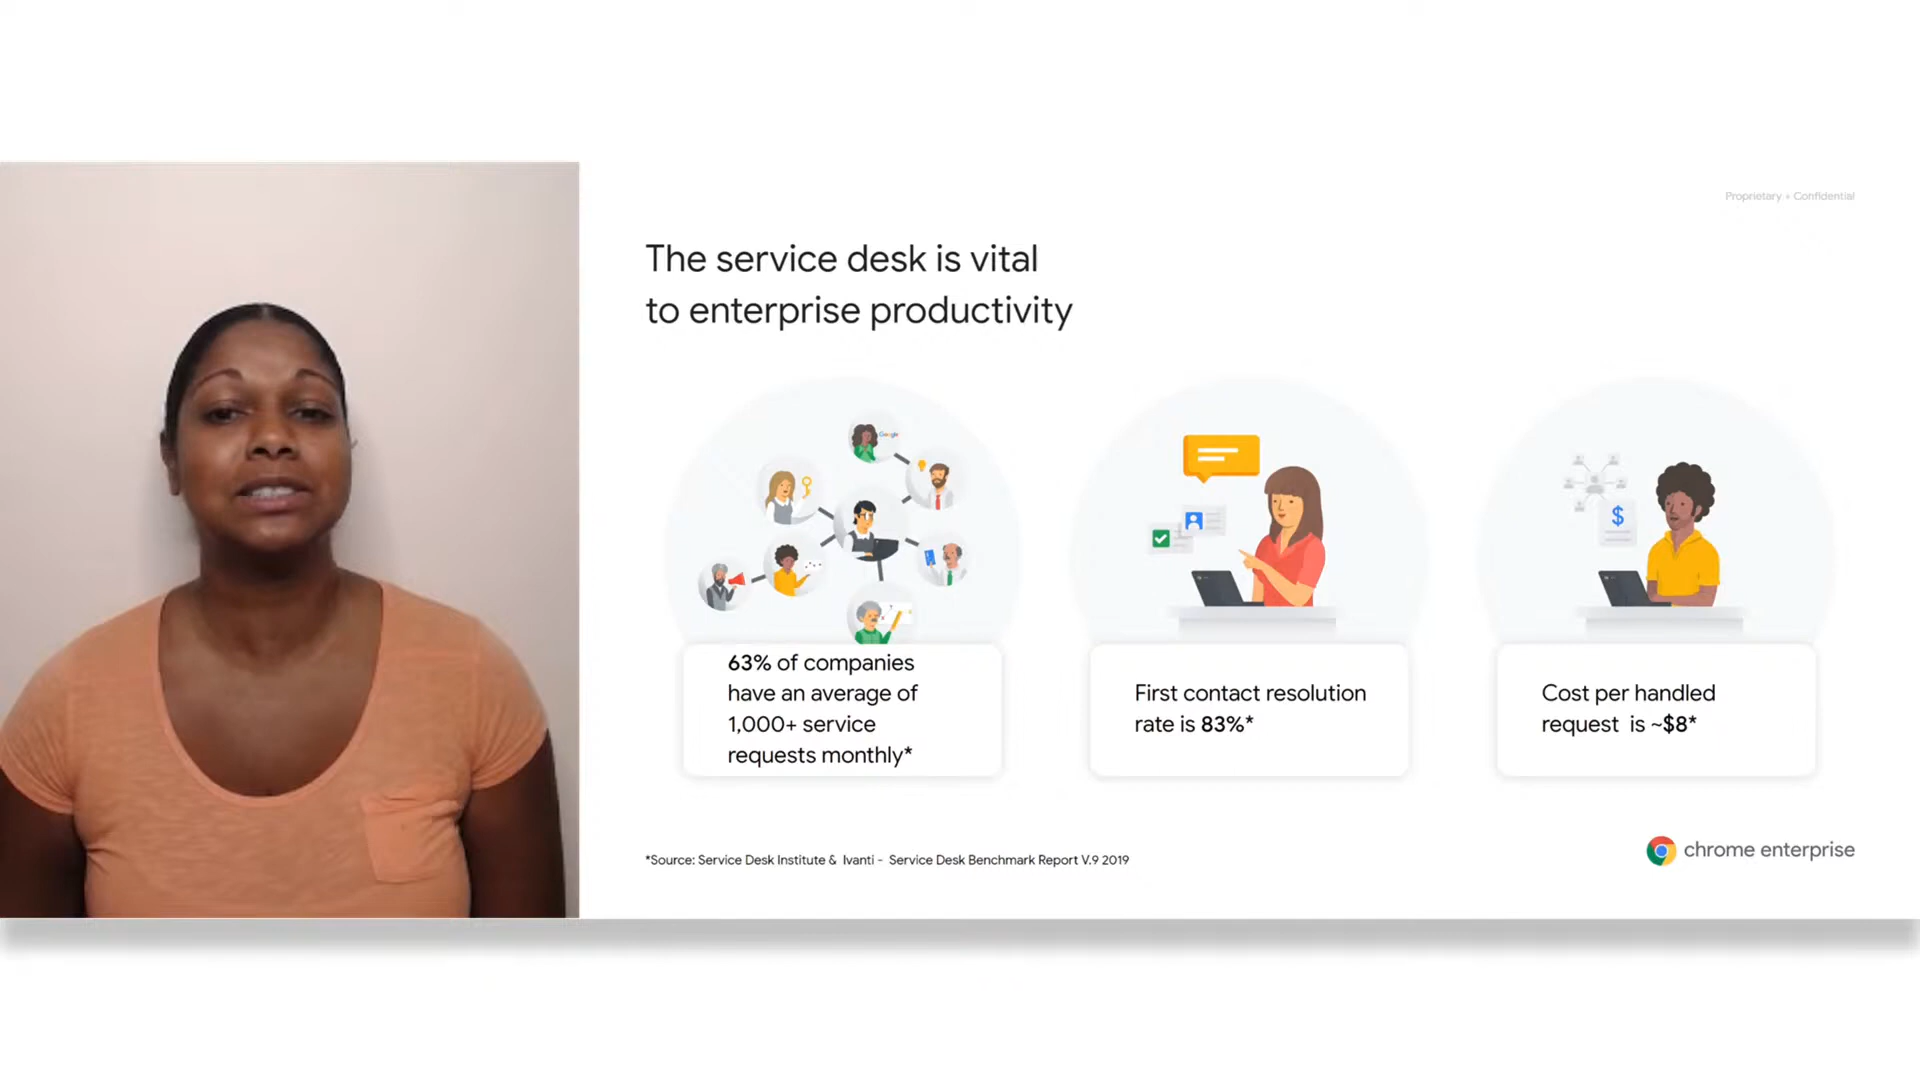 Proprietary + Confidential
The service desk is vital
to enterprise productivity
Google
63% of companies
have an average of
1,000+ service
requests monthly*
First contact resolution
rate is 83%*
$
Cost per handled
request is ~$8*
*Source: Service Desk Institute & Ivanti - Service Desk Benchmark Report V.9 2019
chrome enterprise